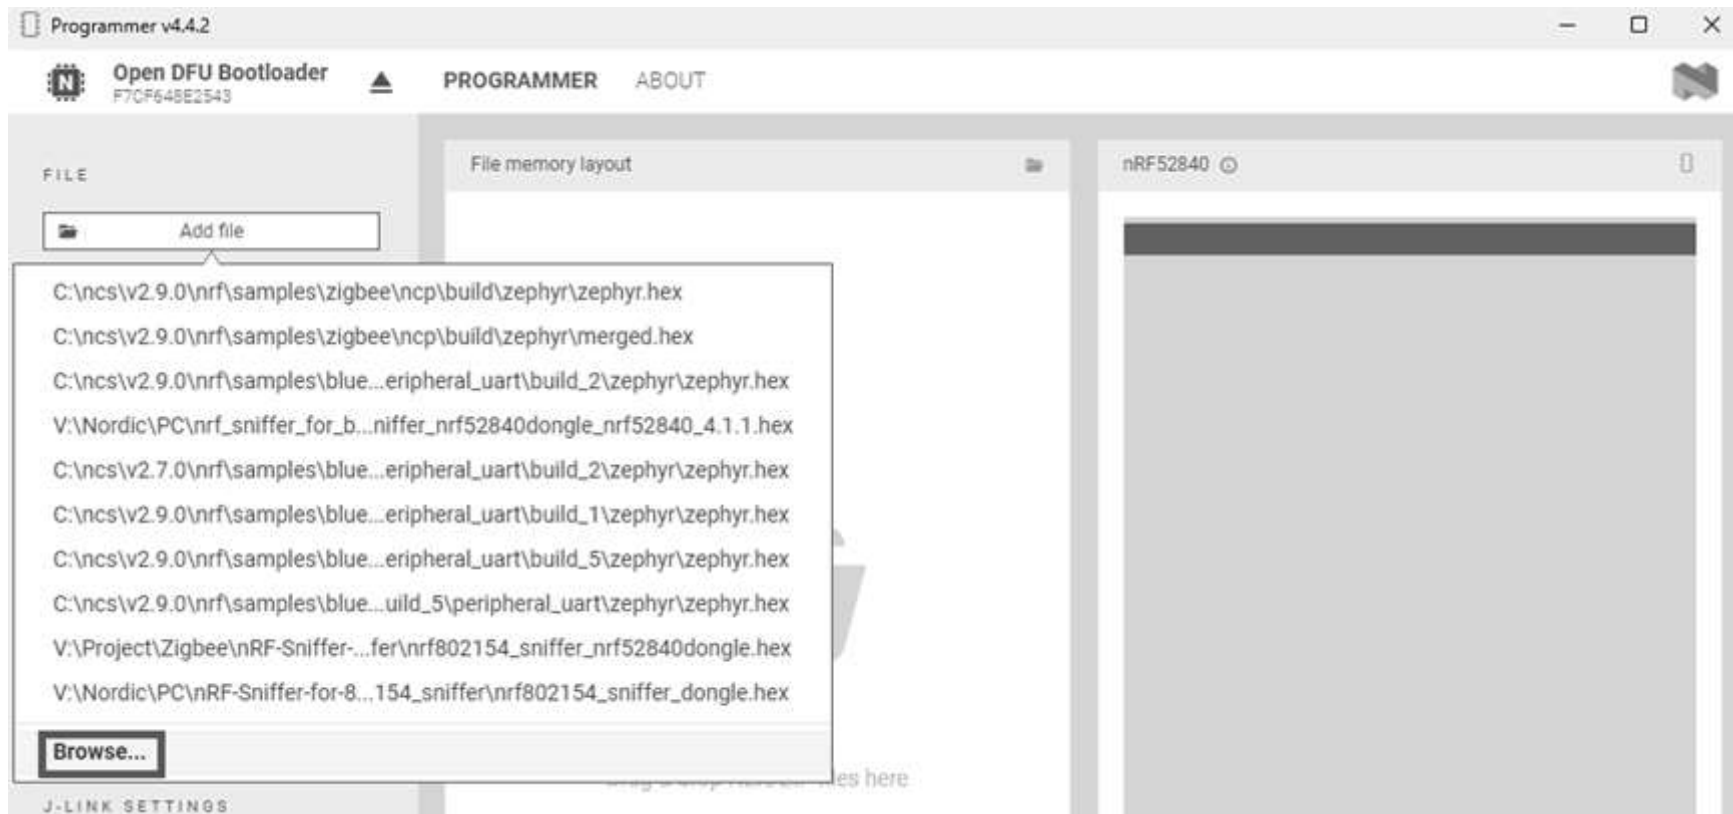 Programmer v4.4.2
Open DFU Bootloader
F7CF648E2543
PROGRAMMER
ABOUT
FILE
Add file
File memory layout
nRF52840
C:\ncs\v2.9.0\nrf\samples\zigbee\ncp\build\zephyr\zephyr.hex
C:\ncs\v2.9.0\nrf\samples\zigbee\ncp\build\zephyr\merged.hex
C:\ncs\v2.9.0\nrf\samples\blue...eripheral_uart\build_2\zephyr\zephyr.hex
V:\Nordic\PC\nrf_sniffer_for_b...niffer_nrf52840dongle_nrf52840_4.1.1.hex
C:\ncs\v2.7.0\nrf\samples\blue...eripheral_uart\build_2\zephyr\zephyr.hex
C:\ncs\v2.9.0\nrf\samples\blue...eripheral_uart\build_1\zephyr\zephyr.hex
C:\ncs\v2.9.0\nrf\samples\blue...eripheral_uart\build_5\zephyr\zephyr.hex
C:\ncs\v2.9.0\nrf\samples\blue...uild_5\peripheral_uart\zephyr\zephyr.hex
V:\Project\Zigbee\nRF-Sniffer-...fer\nrf802154_sniffer_nrf52840dongle.hex
V:\Nordic\PC\nRF-Sniffer-for-8...154_sniffer\nrf802154_sniffer_dongle.hex
Browse...
here
J-LINK SETTINGS